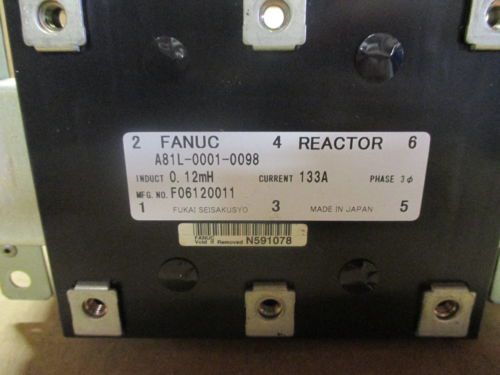 2 FANUC 4 REACTOR 6
A81L-0001-0098
INDUCT 0.12mH CURRENT 133A PHASE 3φ
MFG. NO. F06120011
1 FUKAI SEISAKUSYO 3 MADE IN JAPAN 5
FANUC
Void If Removed N591078